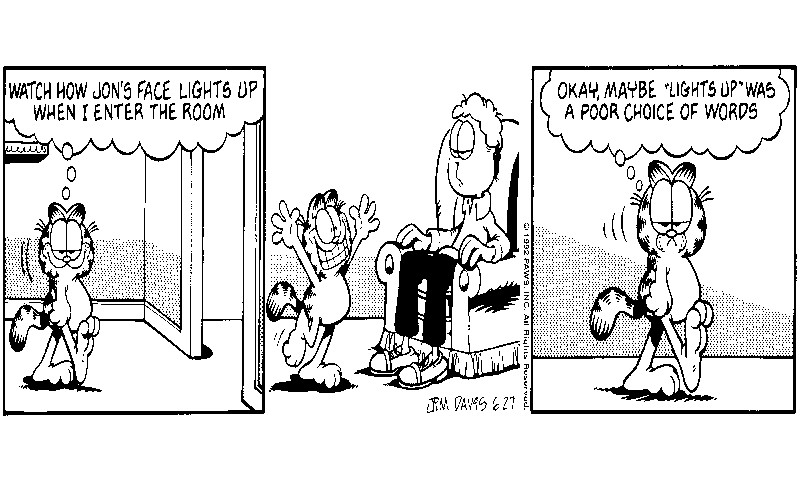 WATCH HOW JON'S FACE LIGHTS UP
WHEN I ENTER THE ROOM
JIM DAVIS 6·27
© 1992 PAWS, INC. All Rights Reserved.
OKAY, MAYBE "LIGHTS UP" WAS
A POOR CHOICE OF WORDS